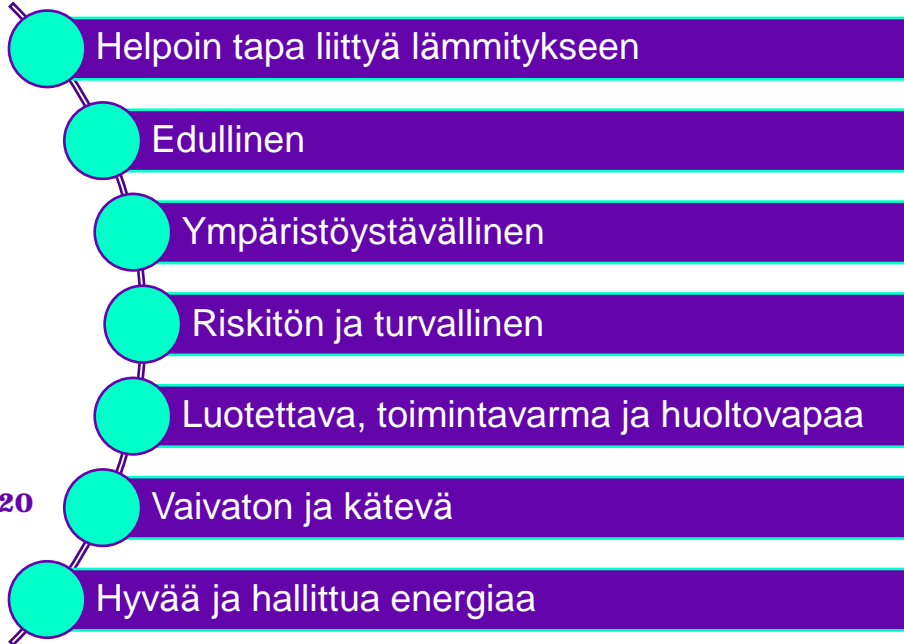 Helpoin tapa liittyä lämmitykseen
Edullinen
Ympäristöystävällinen
Riskitön ja turvallinen
Luotettava, toimintavarma ja huoltovapaa
20
Vaivaton ja kätevä
Hyvää ja hallittua energiaa